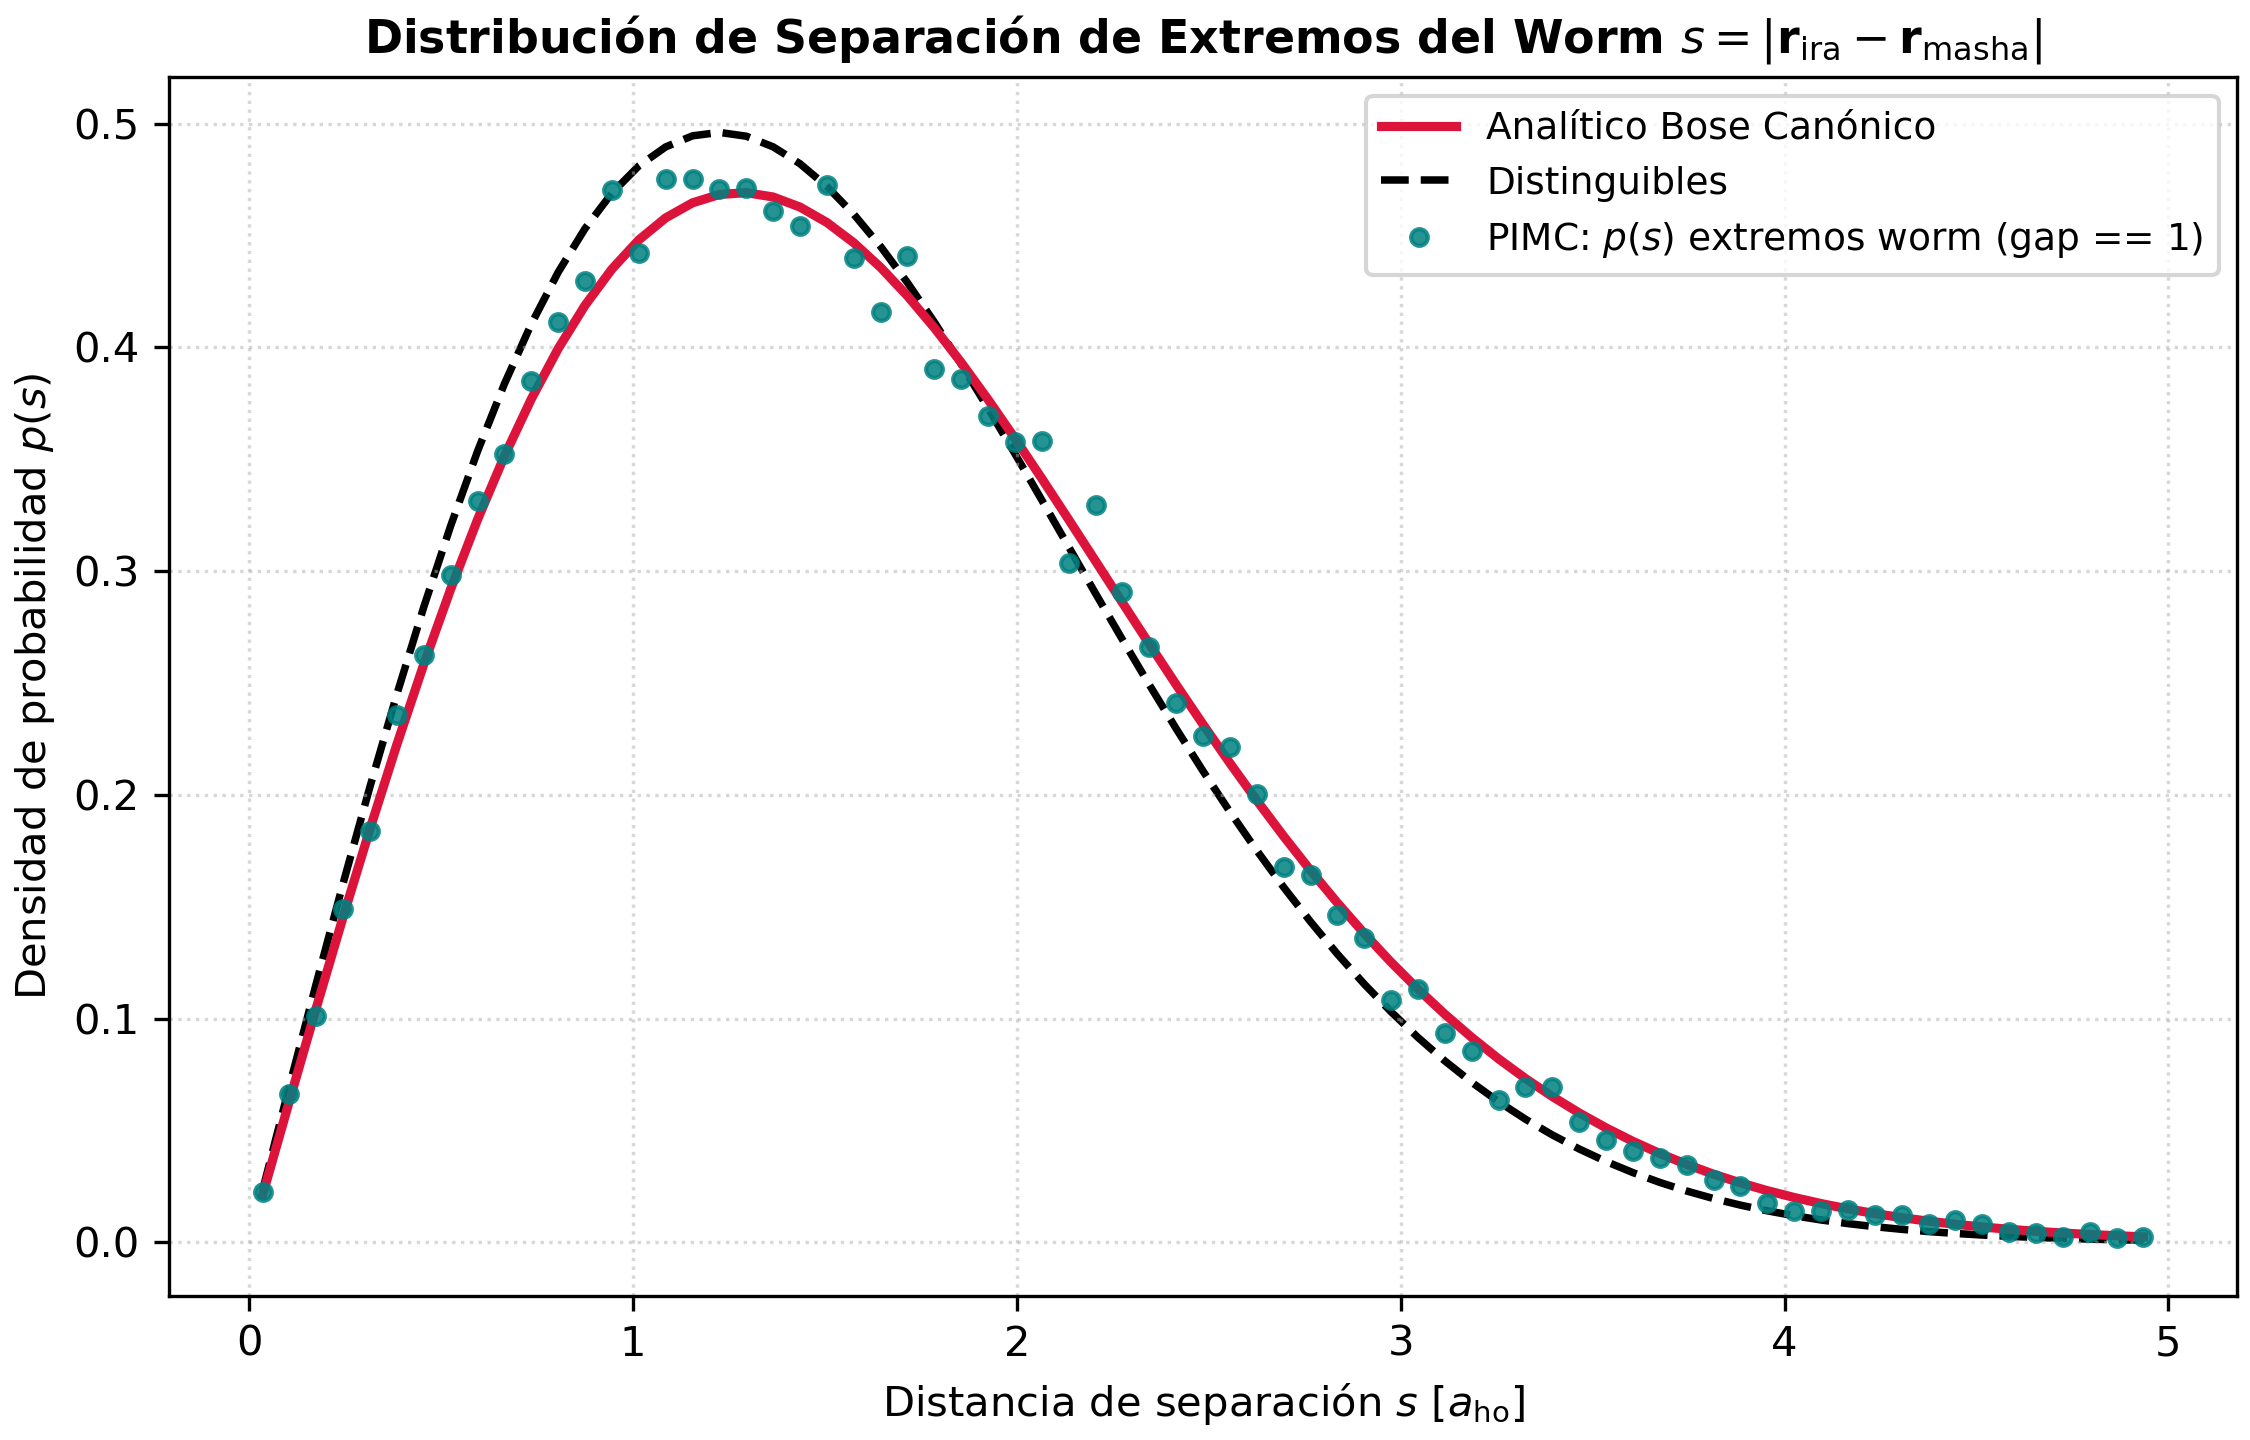 Distribución de Separación de Extremos del Worm s = |r_ira − r_masha|
Analítico Bose Canónico
Distinguibles
PIMC: p(s) extremos worm (gap == 1)
Densidad de probabilidad p(s)
0.5
0.4
0.3
0.2
0.1
0.0
0 1 2 3 4 5
Distancia de separación s [a_ho]